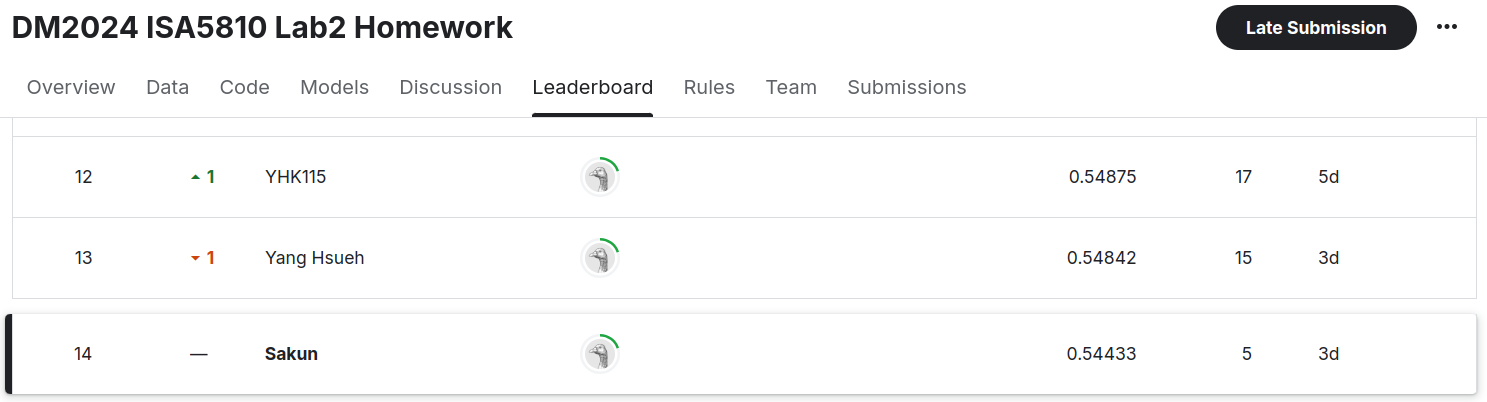 DM2024 ISA5810 Lab2 Homework Late Submission
Overview Data Code Models Discussion Leaderboard Rules Team Submissions
12 1 YHK115 0.54875 17 5d
13 1 Yang Hsueh 0.54842 15 3d
14 — Sakun 0.54433 5 3d